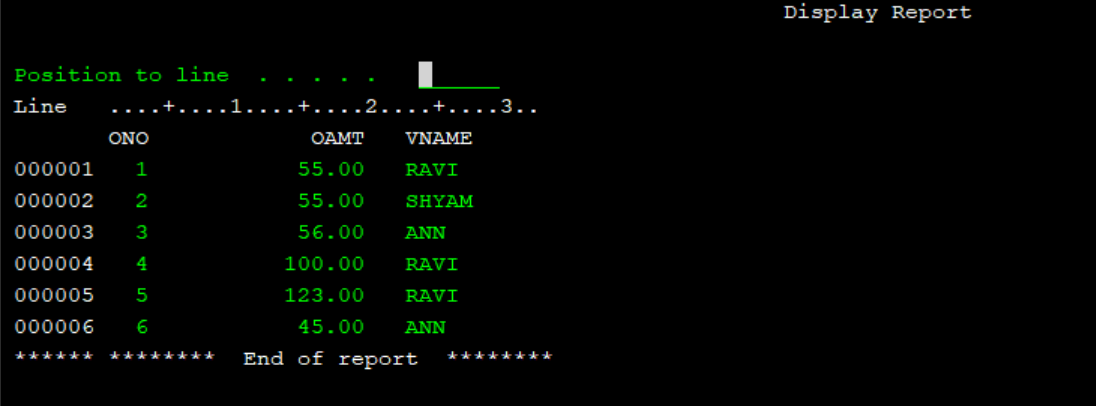 Display Report
Position to line . . . . .
Line ....+....1....+....2....+....3..
ONO OAMT VNAME
000001 1 55.00 RAVI
000002 2 55.00 SHYAM
000003 3 56.00 ANN
000004 4 100.00 RAVI
000005 5 123.00 RAVI
000006 6 45.00 ANN
****** ******** End of report ********